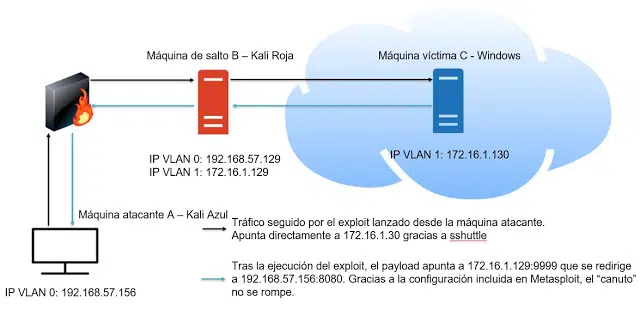 Máquina de salto B – Kali Roja
Máquina víctima C - Windows
IP VLAN 0: 192.168.57.129
IP VLAN 1: 172.16.1.129
IP VLAN 1: 172.16.1.130
Máquina atacante A – Kali Azul
Tráfico seguido por el exploit lanzado desde la máquina atacante.
Apunta directamente a 172.16.1.30 gracias a sshuttle
Tras la ejecución del exploit, el payload apunta a 172.16.1.129:9999 que se redirige
a 192.168.57.156:8080. Gracias a la configuración incluida en Metasploit, el “canuto”
no se rompe.
IP VLAN 0: 192.168.57.156